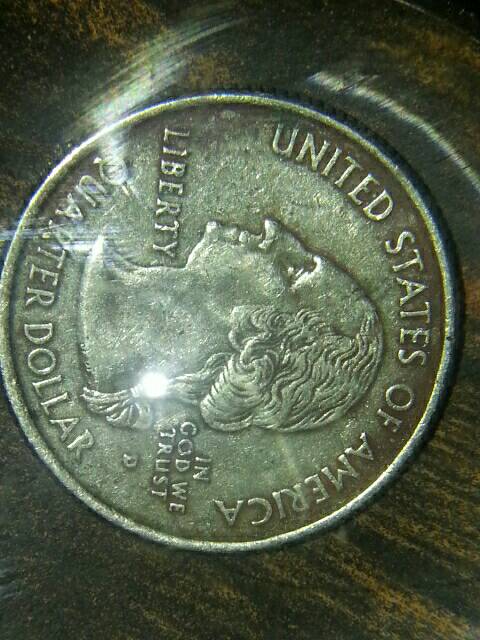 UNITED STATES OF AMERICA
LIBERTY
IN
GOD WE
TRUST
P
QUARTER DOLLAR